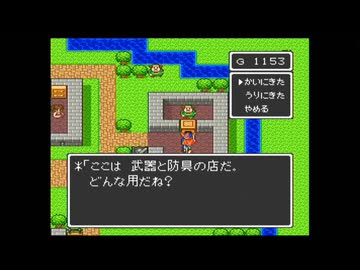 G 1153
▶かいにきた
うりにきた
やめる
*「ここは 武器と防具の店だ。
どんな用だね?